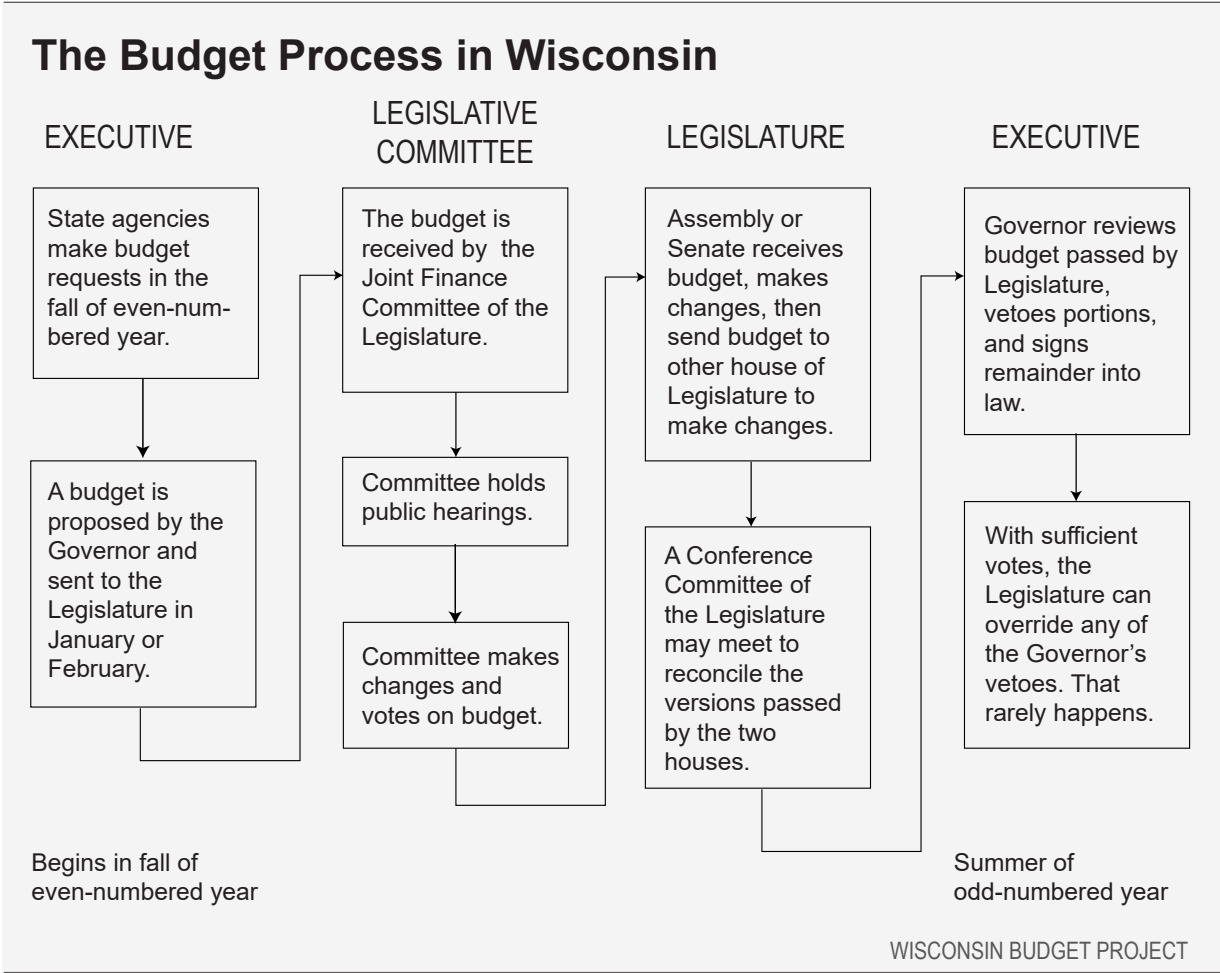 The Budget Process in Wisconsin
EXECUTIVE
State agencies
make budget
requests in the
fall of even-num-
bered year.
A budget is
proposed by the
Governor and
sent to the
Legislature in
January or
February.
LEGISLATIVE
COMMITTEE
The budget is
received by  the
Joint Finance
Committee of the
Legislature.
Committee holds
public hearings.
Committee makes
changes and
votes on budget.
LEGISLATURE
Assembly or
Senate receives
budget, makes
changes, then
send budget to
other house of
Legislature to
make changes.
A Conference
Committee of
the Legislature
may meet to
reconcile the
versions passed
by the two
houses.
EXECUTIVE
Governor reviews
budget passed by
Legislature,
vetoes portions,
and signs
remainder into
law.
With sufficient
votes, the
Legislature can
override any of
the Governor’s
vetoes. That
rarely happens.
Begins in fall of
even-numbered year
Summer of
odd-numbered year
WISCONSIN BUDGET PROJECT